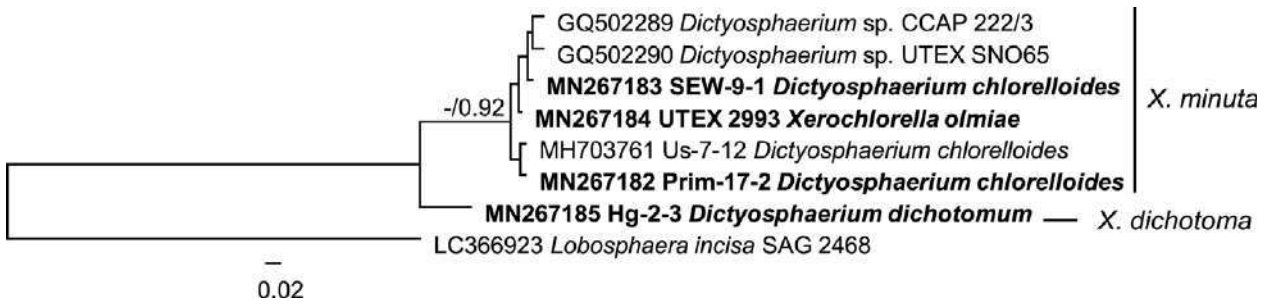 GQ502289 Dictyosphaerium sp. CCAP 222/3
GQ502290 Dictyosphaerium sp. UTEX SNO65
MN267183 SEW-9-1 Dictyosphaerium chlorelloides
-/0.92
MN267184 UTEX 2993 Xerochlorella olmiae
MH703761 Us-7-12 Dictyosphaerium chlorelloides
MN267182 Prim-17-2 Dictyosphaerium chlorelloides
X. minuta
MN267185 Hg-2-3 Dictyosphaerium dichotomum
X. dichotoma
LC366923 Lobosphaera incisa SAG 2468
0.02